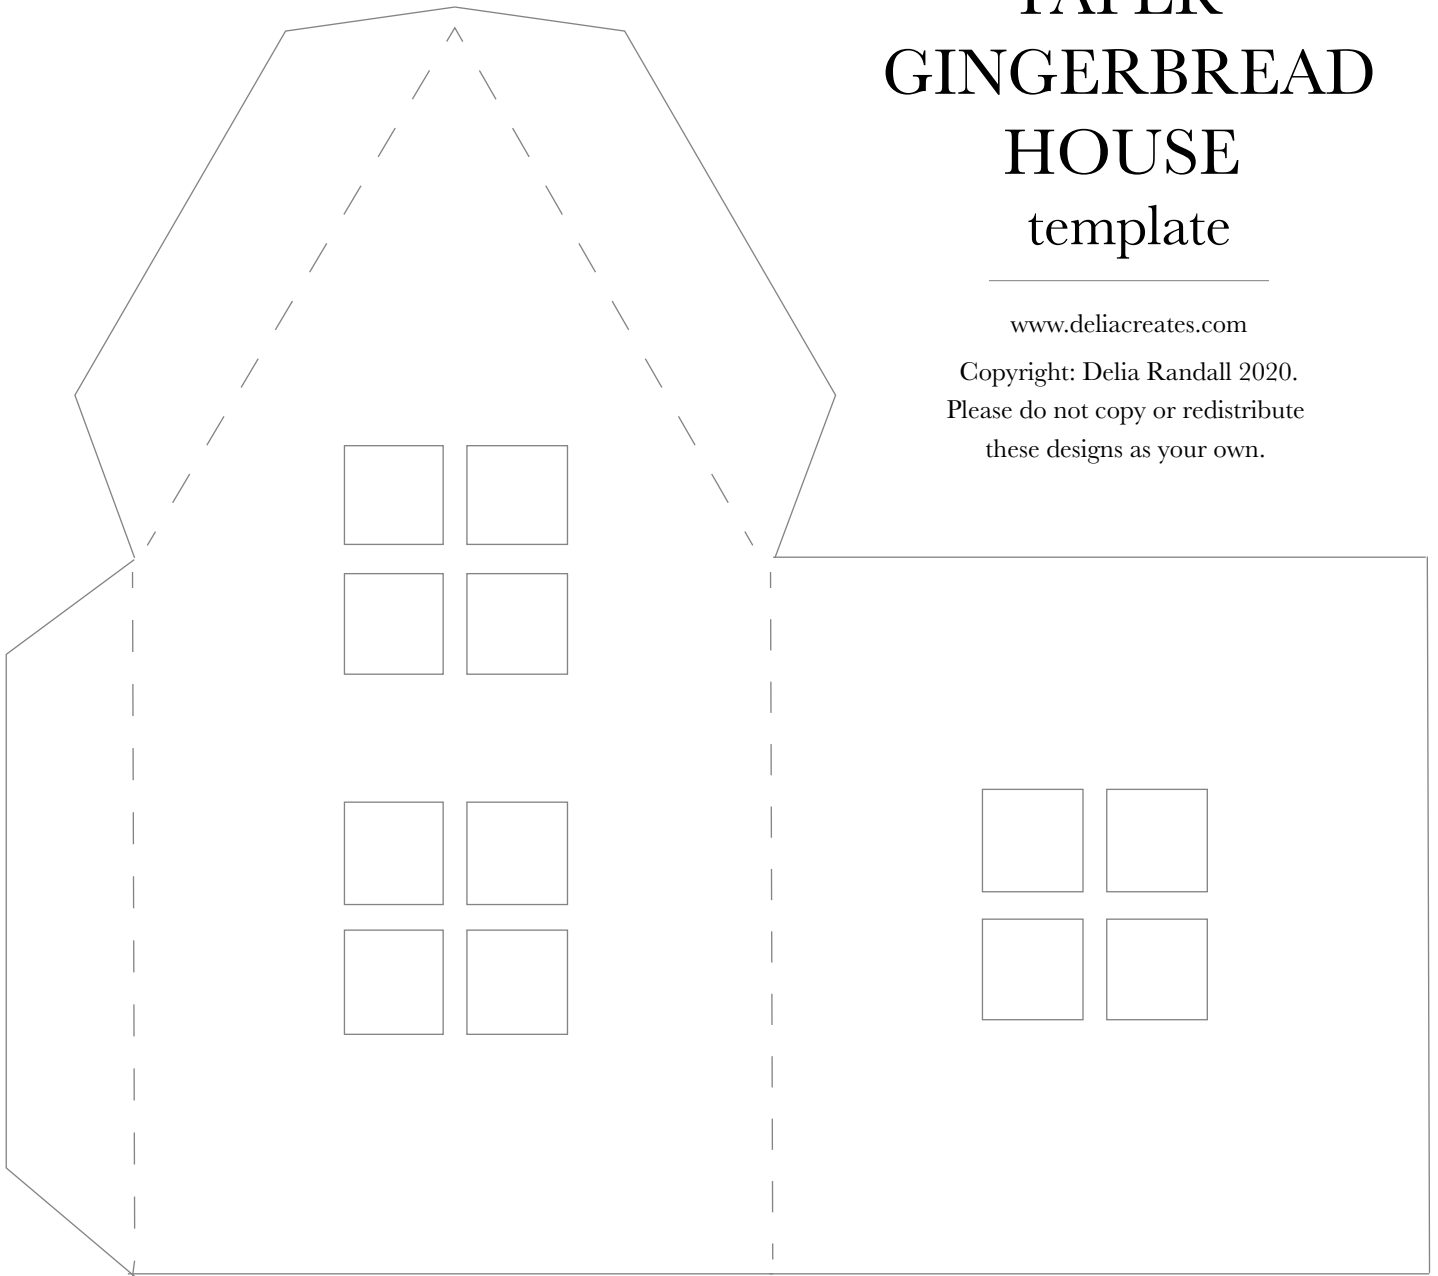 PAPER
GINGERBREAD
HOUSE
template
www.deliacreates.com
Copyright: Delia Randall 2020.
Please do not copy or redistribute
these designs as your own.